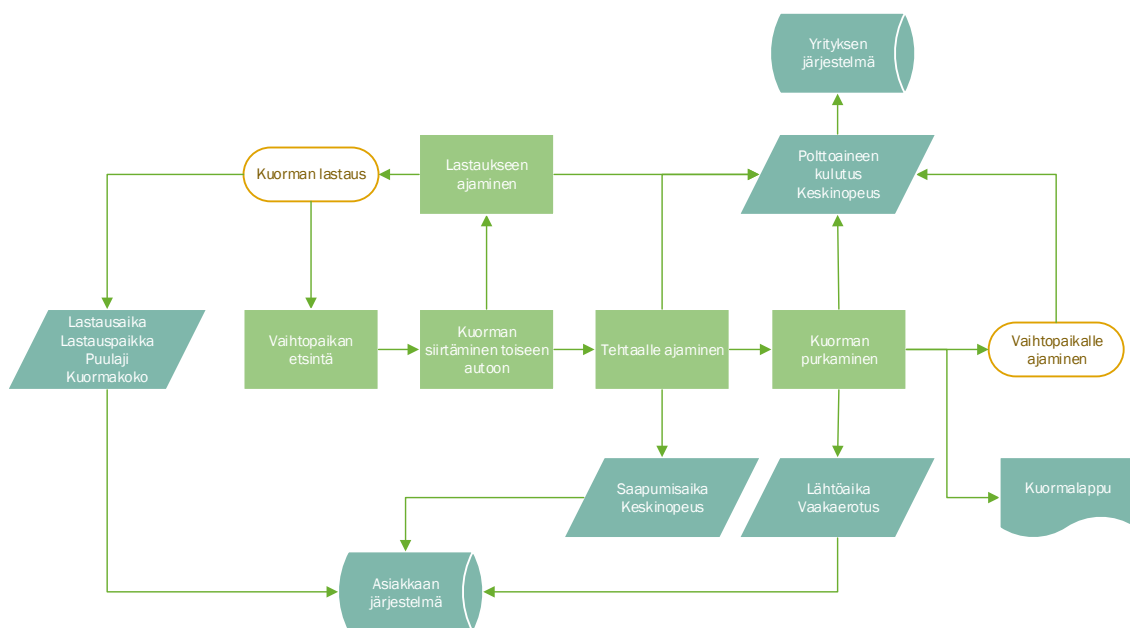 Yrityksen
järjestelmä
Kuorman lastaus
Lastaukseen
ajaminen
Polttoaineen
kulutus
Keskinopeus
Lastausaika
Lastauspaikka
Puulaji
Kuormakoko
Vaihtopaikan
etsintä
Kuorman
siirtäminen toiseen
autoon
Tehtaalle ajaminen
Kuorman
purkaminen
Vaihtopaikalle
ajaminen
Saapumisaika
Keskinopeus
Lähtöaika
Vaakaerotus
Kuormalappu
Asiakkaan
järjestelmä